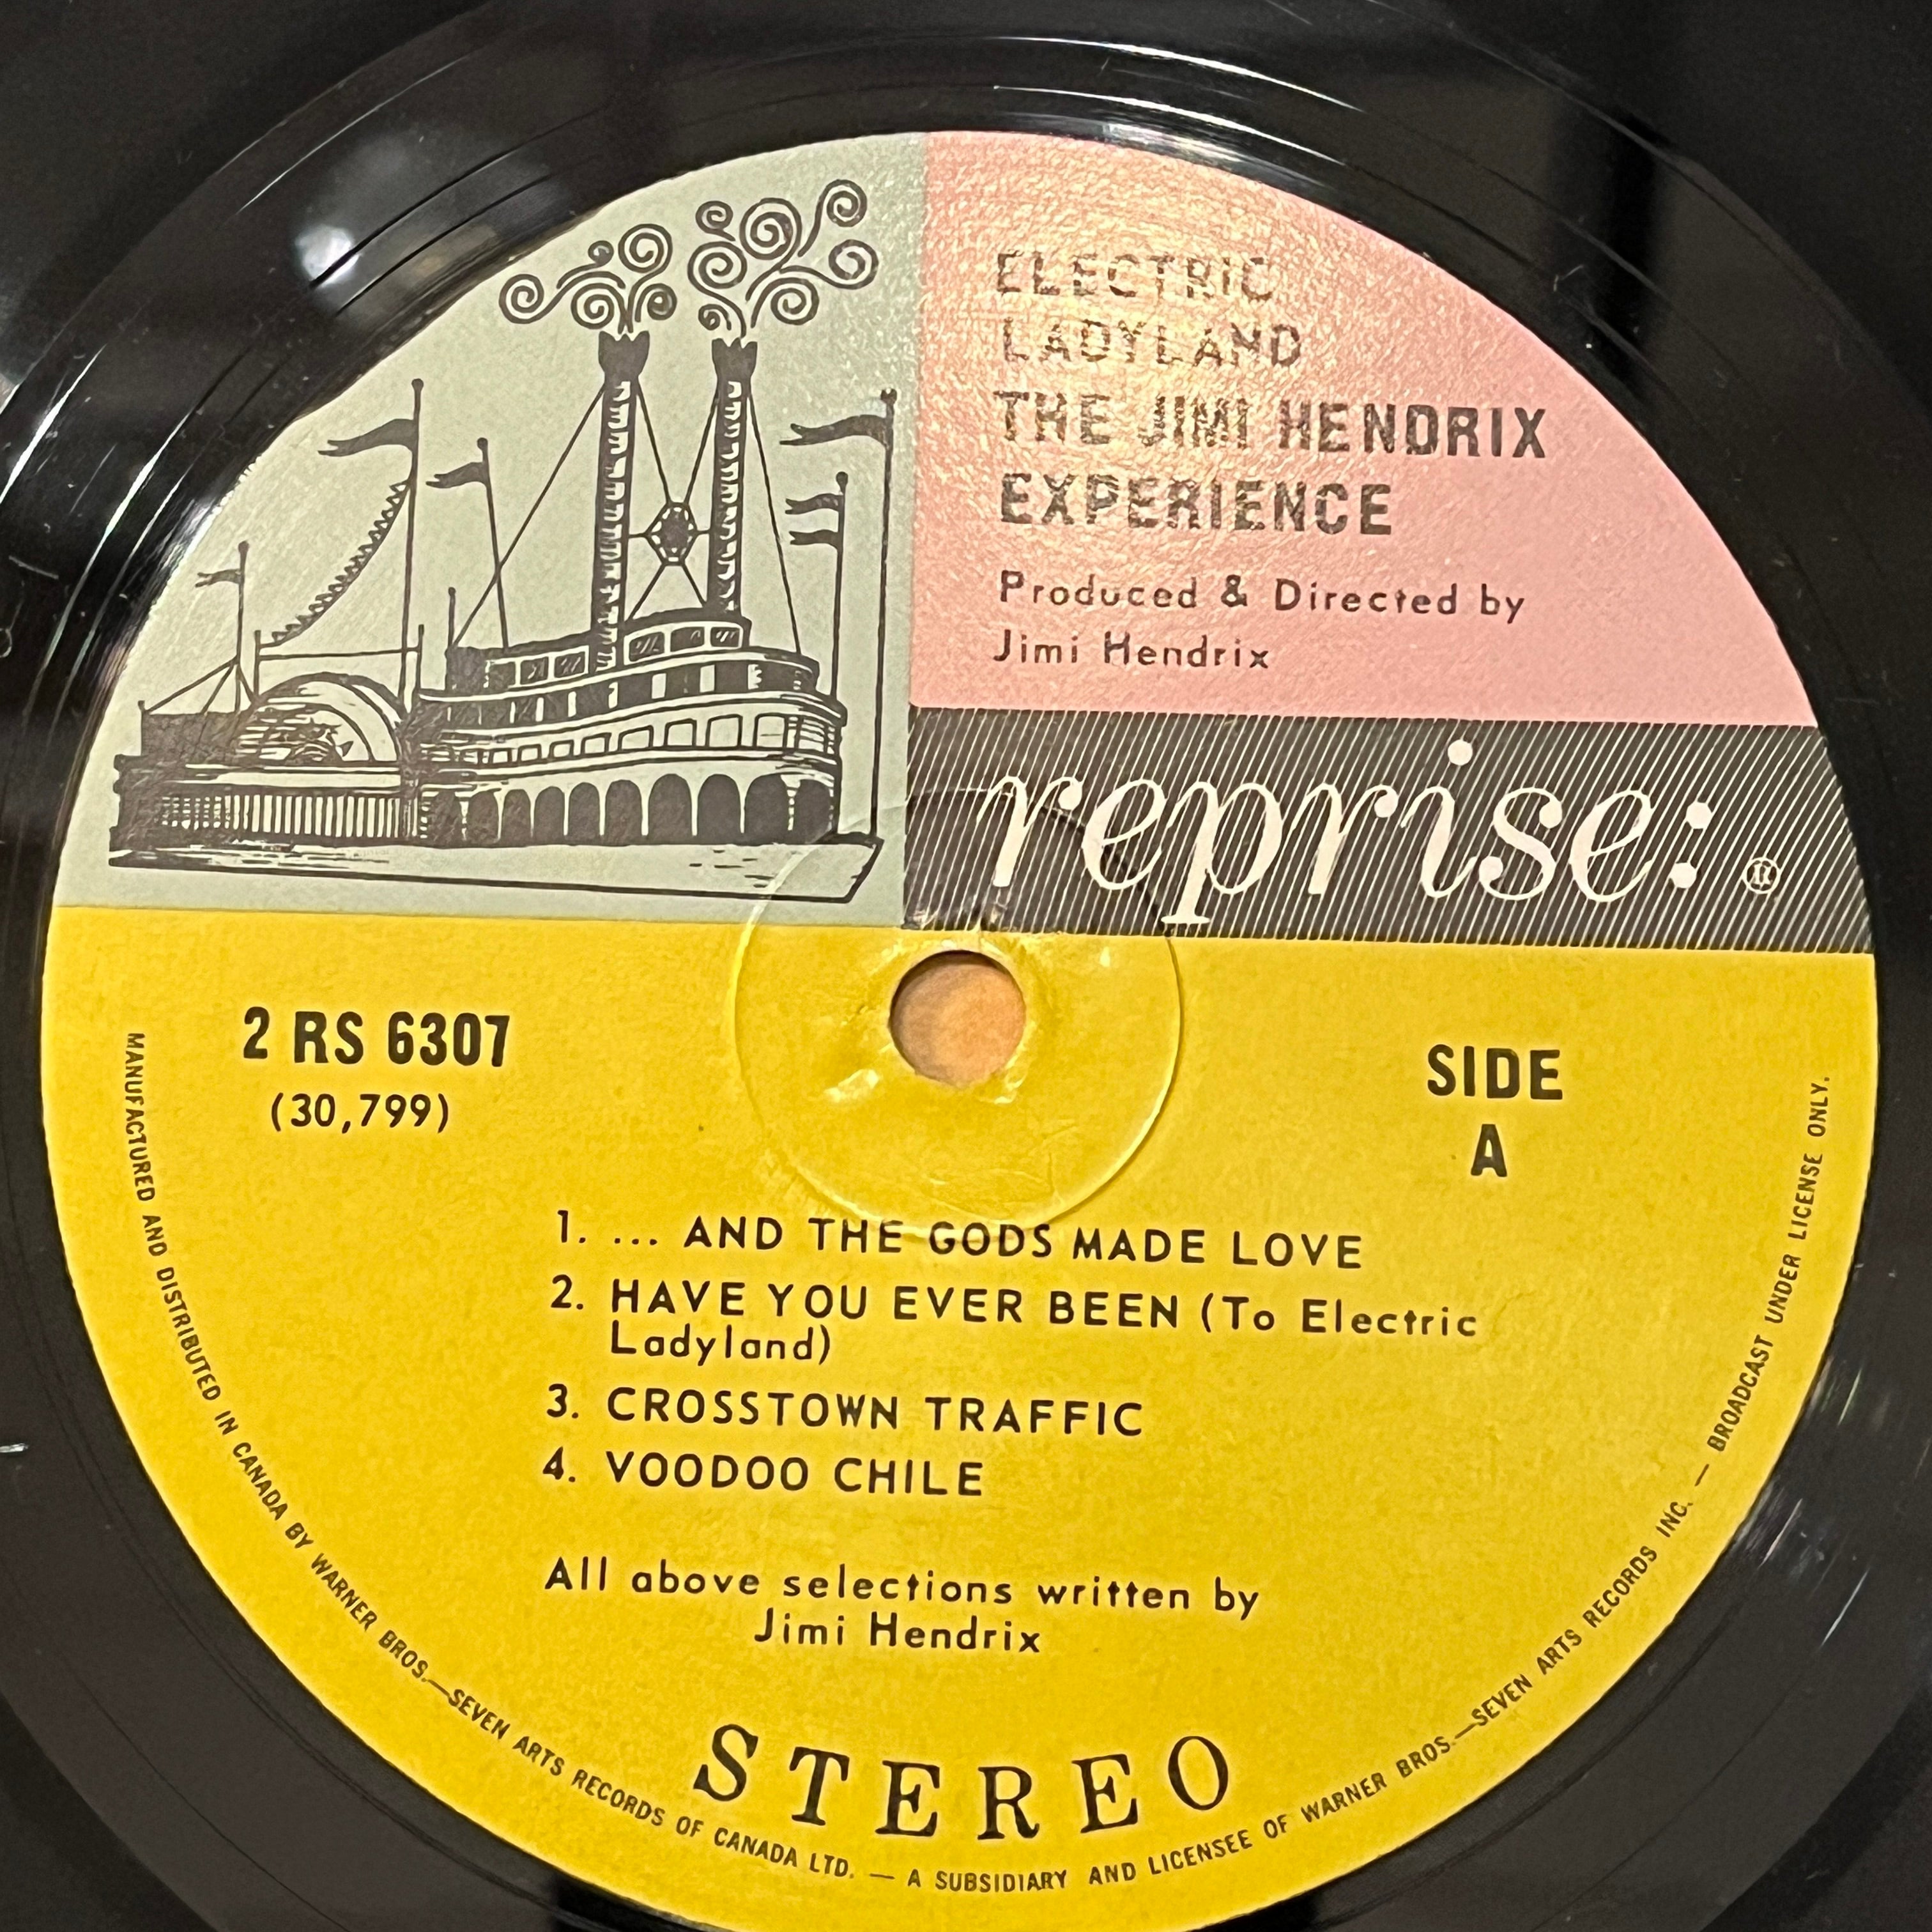 ELECTRIC
LADYLAND
THE JIMI HENDRIX
EXPERIENCE
Produced & Directed by
Jimi Hendrix
reprise: ®
2 RS 6307
(30,799)
SIDE
A
1. ... AND THE GODS MADE LOVE
2. HAVE YOU EVER BEEN (To Electric
Ladyland)
3. CROSSTOWN TRAFFIC
4. VOODOO CHILE
All above selections written by
Jimi Hendrix
STEREO
MANUFACTURED AND DISTRIBUTED IN CANADA BY WARNER BROS.—SEVEN ARTS RECORDS OF CANADA LTD. — A SUBSIDIARY AND LICENSEE OF WARNER BROS.—SEVEN ARTS RECORDS INC. — BROADCAST UNDER LICENSE ONLY.